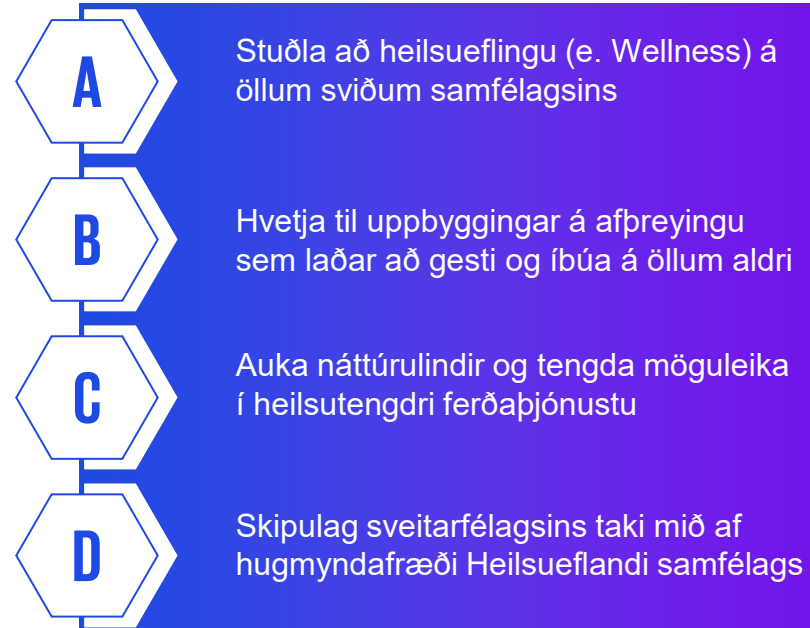 A
Stuðla að heilsueflingu (e. Wellness) á
öllum sviðum samfélagsins
B
Hvetja til uppbyggingar á afþreyingu
sem laðar að gesti og íbúa á öllum aldri
C
Auka náttúrulindir og tengda möguleika
í heilsutengdri ferðaþjónustu
D
Skipulag sveitarfélagsins taki mið af
hugmyndafræði Heilsueflandi samfélags